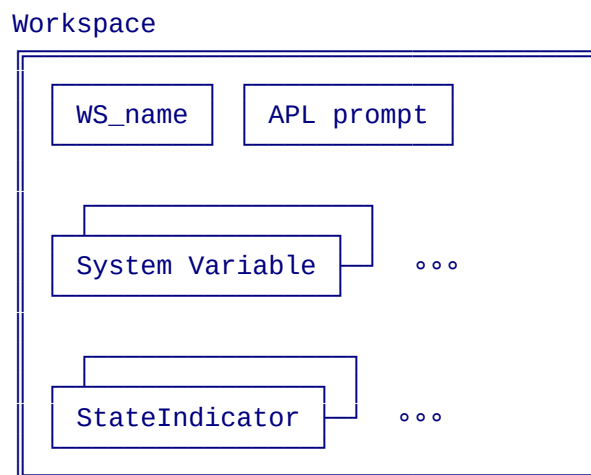 Workspace
WS_name APL prompt
System Variable °°°
StateIndicator °°°